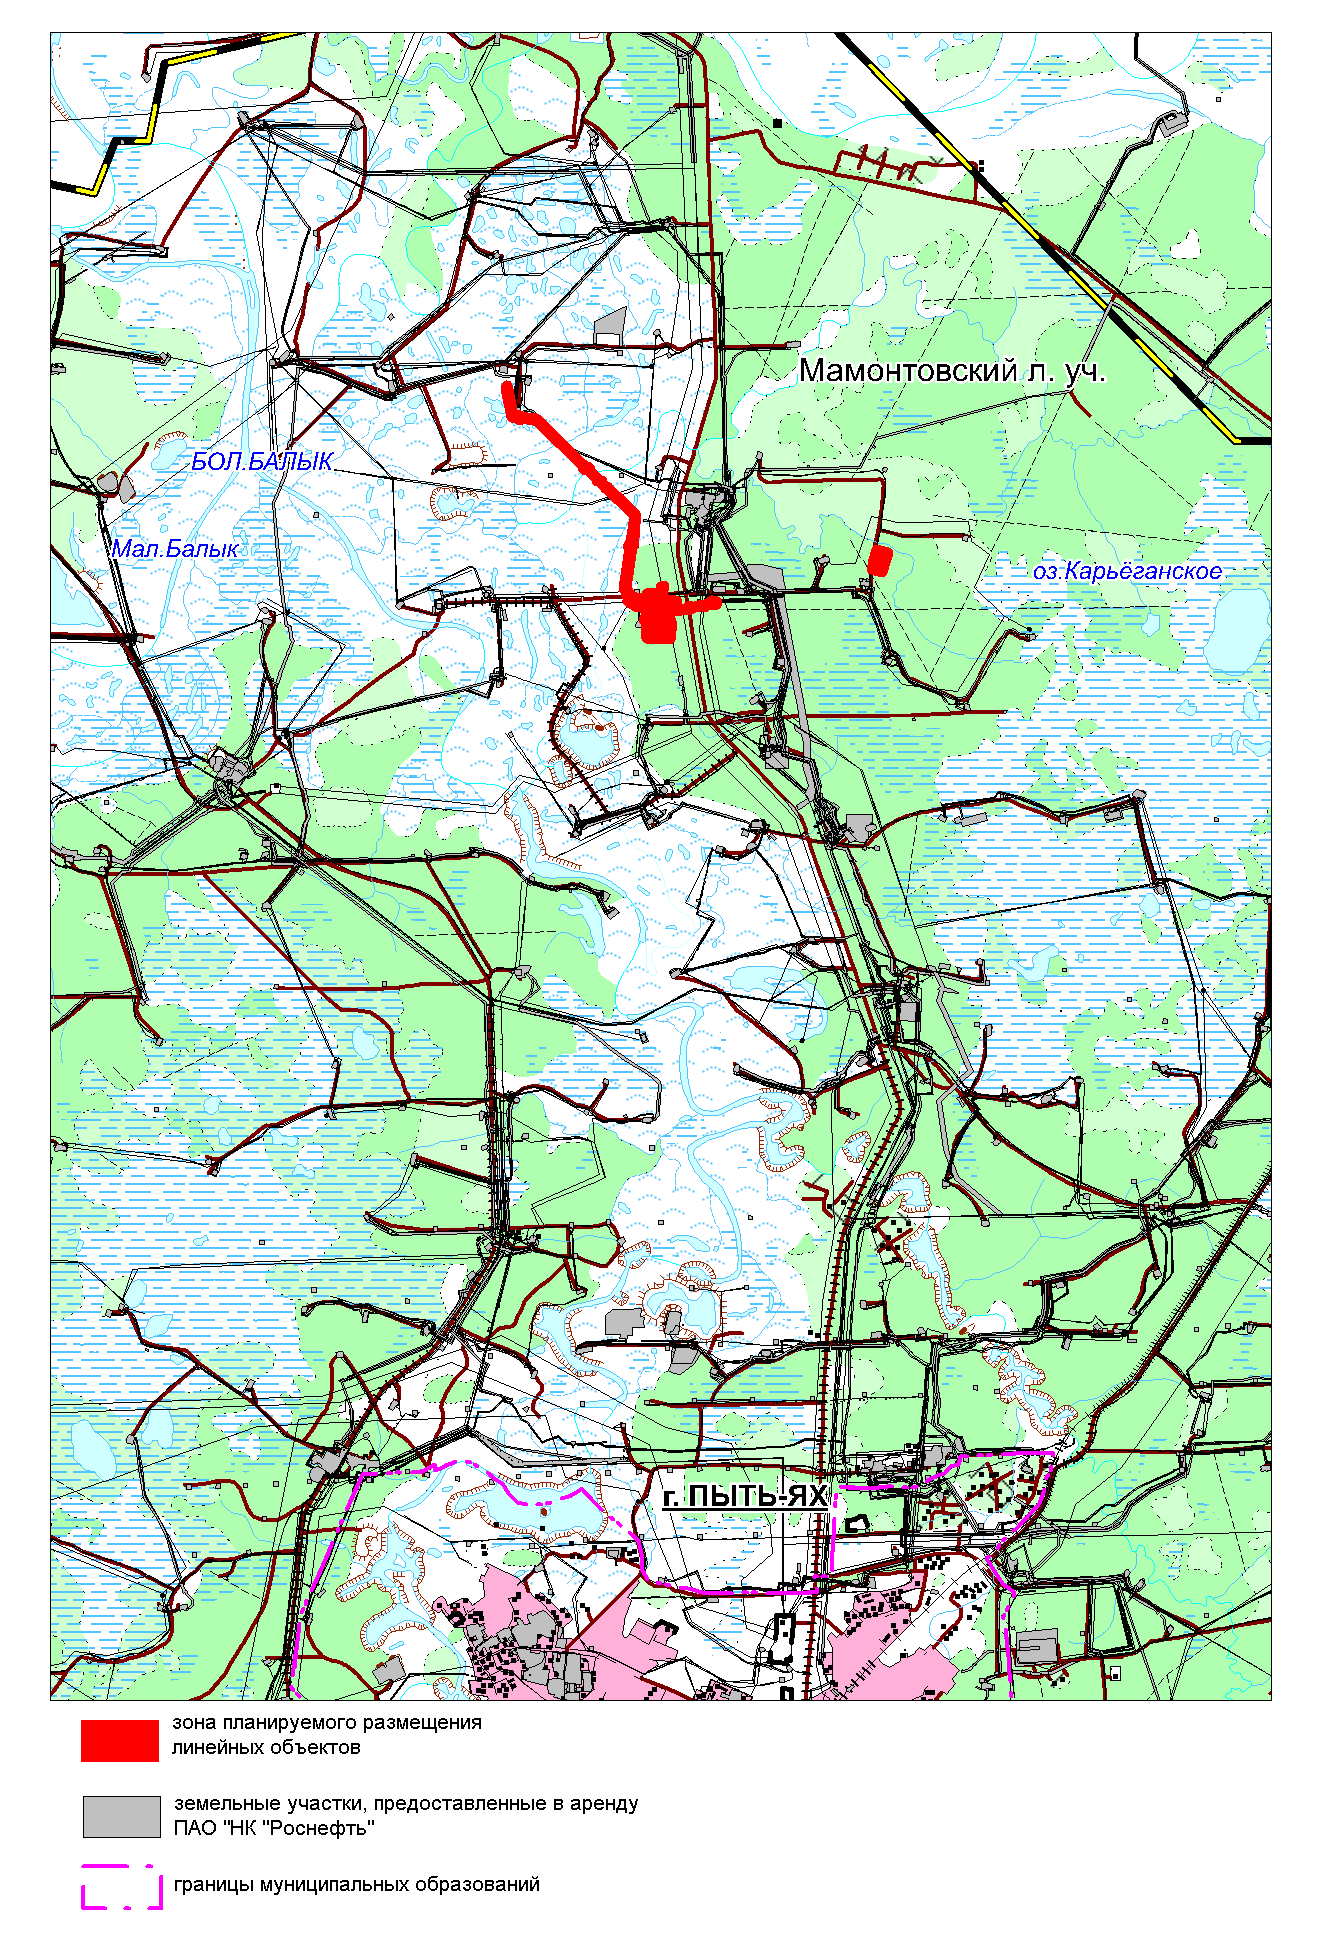 Мамонтовский л. уч.
БОЛ.БАЛЫК
Мал.Балык
оз.Карьёганское
г. ПЫТЬ-ЯХ
зона планируемого размещения
линейных объектов
земельные участки, предоставленные в аренду
ПАО "НК "Роснефть"
границы муниципальных образований